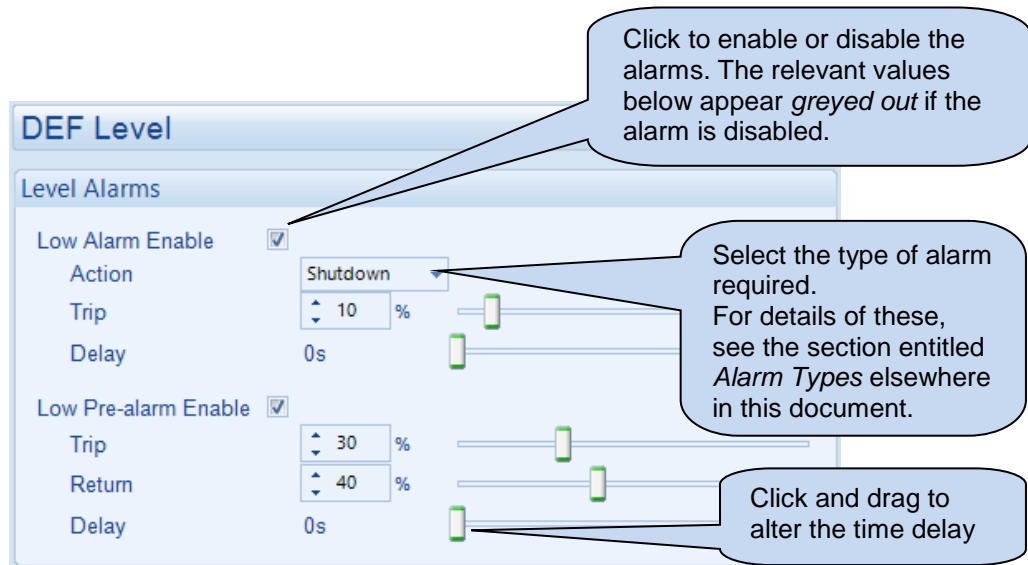 Click to enable or disable the
alarms. The relevant values
below appear greyed out if the
alarm is disabled.
DEF Level
Level Alarms
Low Alarm Enable
Action Shutdown
Trip 10 %
Delay 0s
Select the type of alarm
required.
For details of these,
see the section entitled
Alarm Types elsewhere
in this document.
Low Pre-alarm Enable
Trip 30 %
Return 40 %
Delay 0s
Click and drag to
alter the time delay